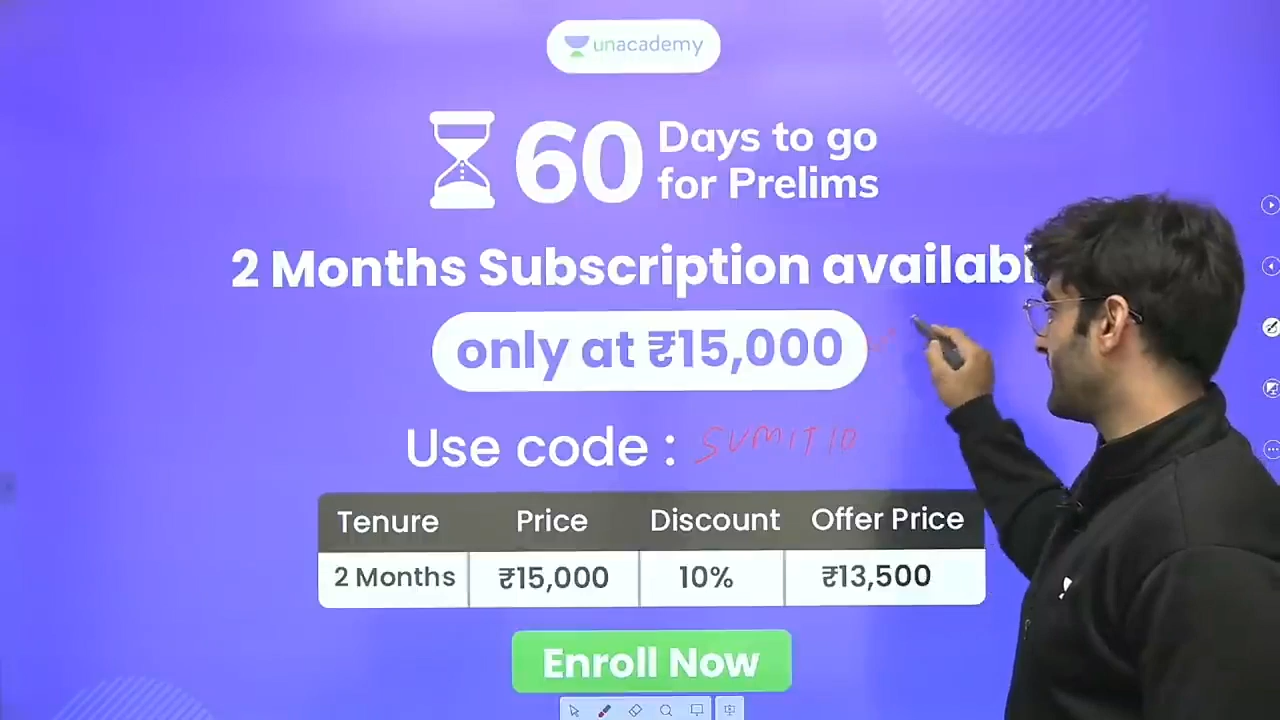 unacademy
60 Days to go for Prelims
2 Months Subscription availabl
only at ₹15,000
Use code : SUMIT10
Tenure Price Discount Offer Price
2 Months ₹15,000 10% ₹13,500
Enroll Now